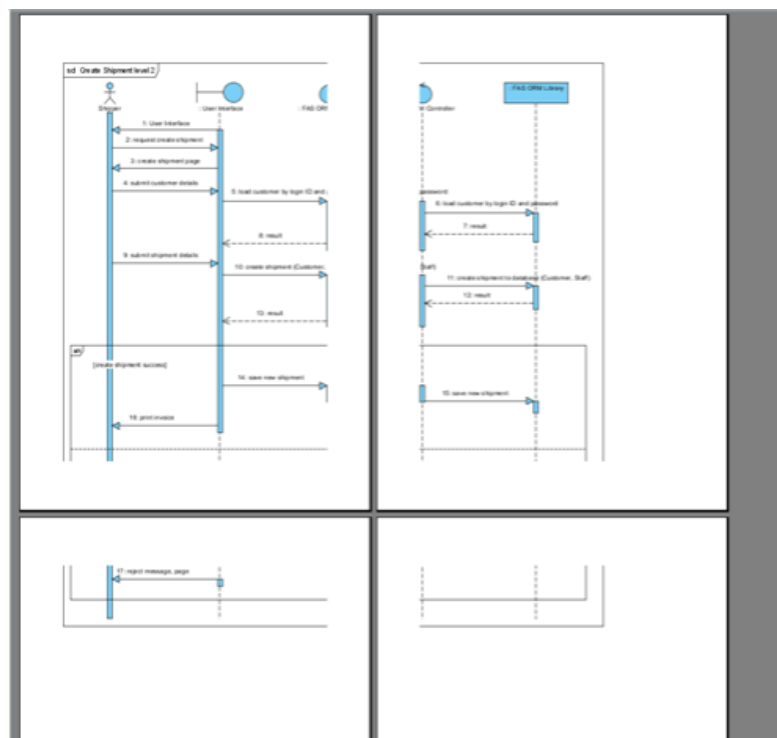 sd Create Shipment level 2
: User Interface
: FAS ORM
Controller
: FAS ORM Library
1: User Interface
2: request create shipment
3: create shipment page
4: submit customer details
5: load customer by login ID and
password)
6: load customer by login ID and password
7: result
8: result
9: submit shipment details
10: create shipment (Customer,
Staff)
11: create shipment to database (Customer, Staff)
12: result
13: result
alt
[create shipment success]
14: save new shipment
15: save new shipment
16: print invoice
17: reject message, page